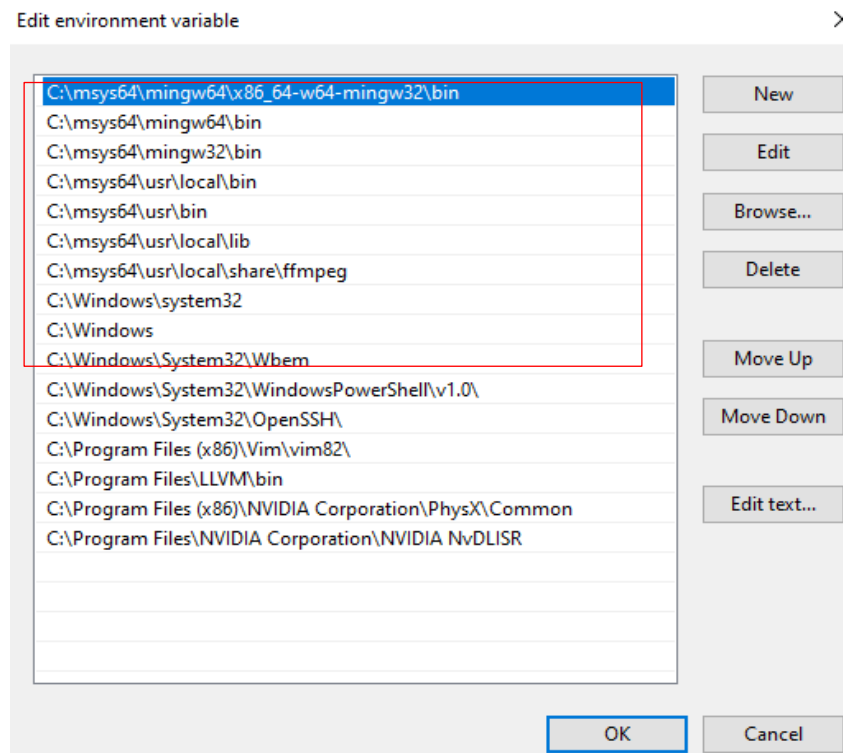 Edit environment variable
C:\msys64\mingw64\x86_64-w64-mingw32\bin
C:\msys64\mingw64\bin
C:\msys64\mingw32\bin
C:\msys64\usr\local\bin
C:\msys64\usr\bin
C:\msys64\usr\local\lib
C:\msys64\usr\local\share\ffmpeg
C:\Windows\system32
C:\Windows
C:\Windows\System32\Wbem
C:\Windows\System32\WindowsPowerShell\v1.0\
C:\Windows\System32\OpenSSH\
C:\Program Files (x86)\Vim\vim82\
C:\Program Files\LLVM\bin
C:\Program Files (x86)\NVIDIA Corporation\PhysX\Common
C:\Program Files\NVIDIA Corporation\NVIDIA NvDLISR
New
Edit
Browse...
Delete
Move Up
Move Down
Edit text...
OK
Cancel